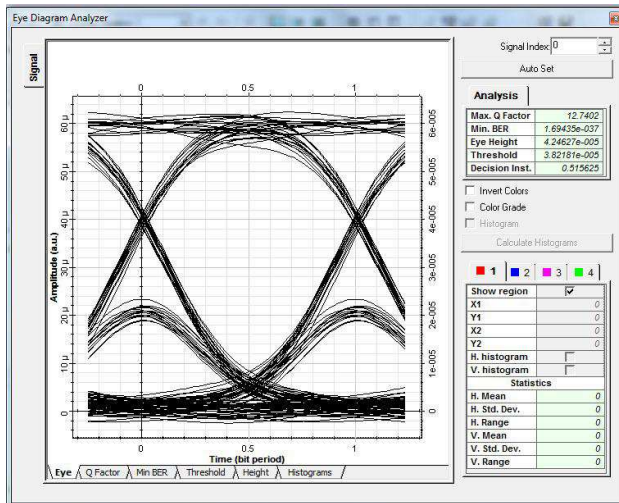 Eye Diagram Analyzer
Signal Index: 0
Auto Set
Signal
Analysis
Max. Q Factor 12.7402
Min. BER 1.69435e-037
Eye Height 4.24627e-005
Threshold 3.82181e-005
Decision Inst. 0.515625
Invert Colors
Color Grade
Histogram
Calculate Histograms
1 2 3 4
Show region
X1 0
Y1 0
X2 0
Y2 0
H. histogram
V. histogram
Statistics
H. Mean 0
H. Std. Dev. 0
H. Range 0
V. Mean 0
V. Std. Dev. 0
V. Range 0
0 0.5 1
Amplitude (a.u.)
60 µ
50 µ
40 µ
30 µ
20 µ
10 µ
0
6e-005
5e-005
4e-005
3e-005
2e-005
1e-005
0
0 0.5 1
Time (bit period)
Eye Q Factor Min BER Threshold Height Histograms